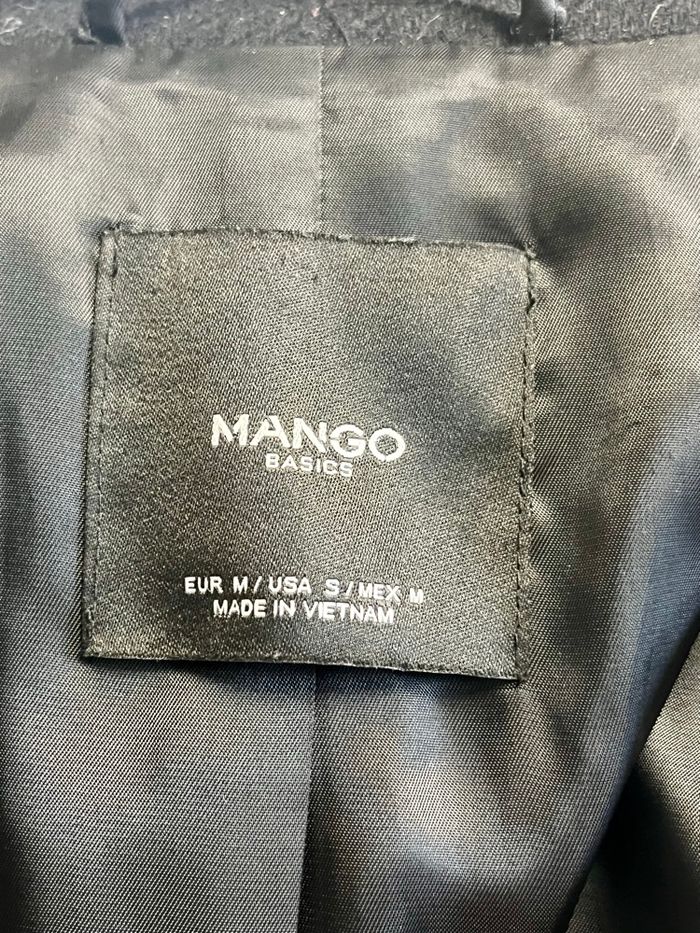 MANGO
BASICS
EUR M / USA S / MEX M
MADE IN VIETNAM